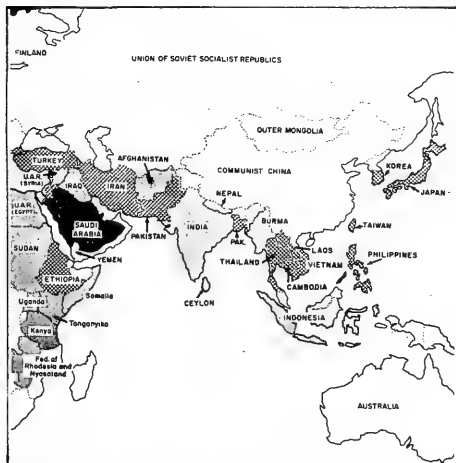 FINLAND
UNION OF SOVIET SOCIALIST REPUBLICS
OUTER MONGOLIA
TURKEY
AFGHANISTAN
COMMUNIST CHINA
KOREA
U.A.R.
(SYRIA)
IRAQ
IRAN
NEPAL
JAPAN
U.A.R.
(EGYPT)
SAUDI
ARABIA
PAKISTAN
INDIA
PAK.
BURMA
TAIWAN
LAOS
SUDAN
YEMEN
THAILAND
VIETNAM
PHILIPPINES
ETHIOPIA
CAMBODIA
Somalia
CEYLON
Uganda
INDONESIA
Kenya
Tanganyika
Fed. of
Rhodesia and
Nyasaland
AUSTRALIA